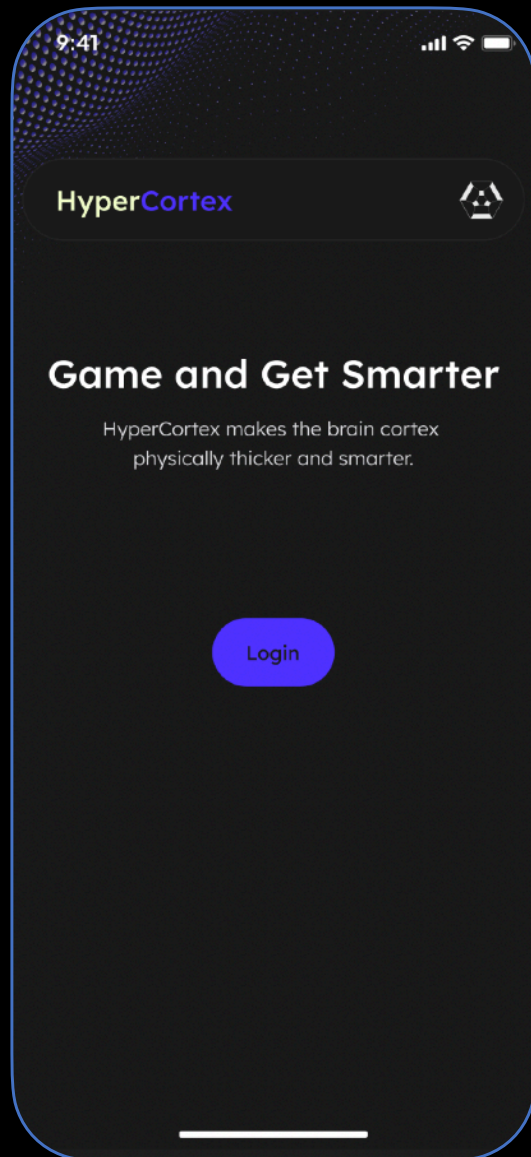 9:41
HyperCortex
Game and Get Smarter
HyperCortex makes the brain cortex
physically thicker and smarter.
Login